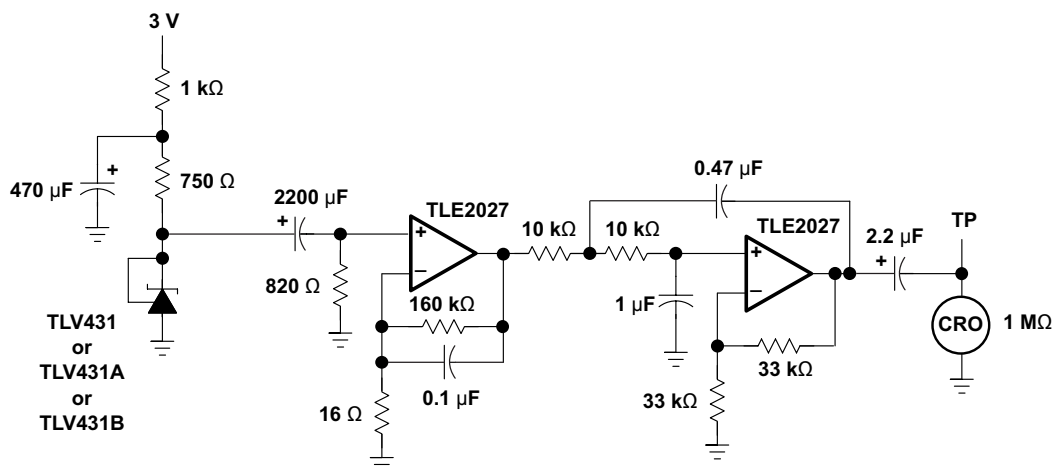 3 V
1 kΩ
470 μF
+
750 Ω
2200 μF
+
820 Ω
TLE2027
+
−
160 kΩ
0.1 μF
16 Ω
10 kΩ
10 kΩ
0.47 μF
1 μF
TLE2027
+
−
33 kΩ
33 kΩ
2.2 μF
+
TP
CRO
1 MΩ
TLV431
or
TLV431A
or
TLV431B